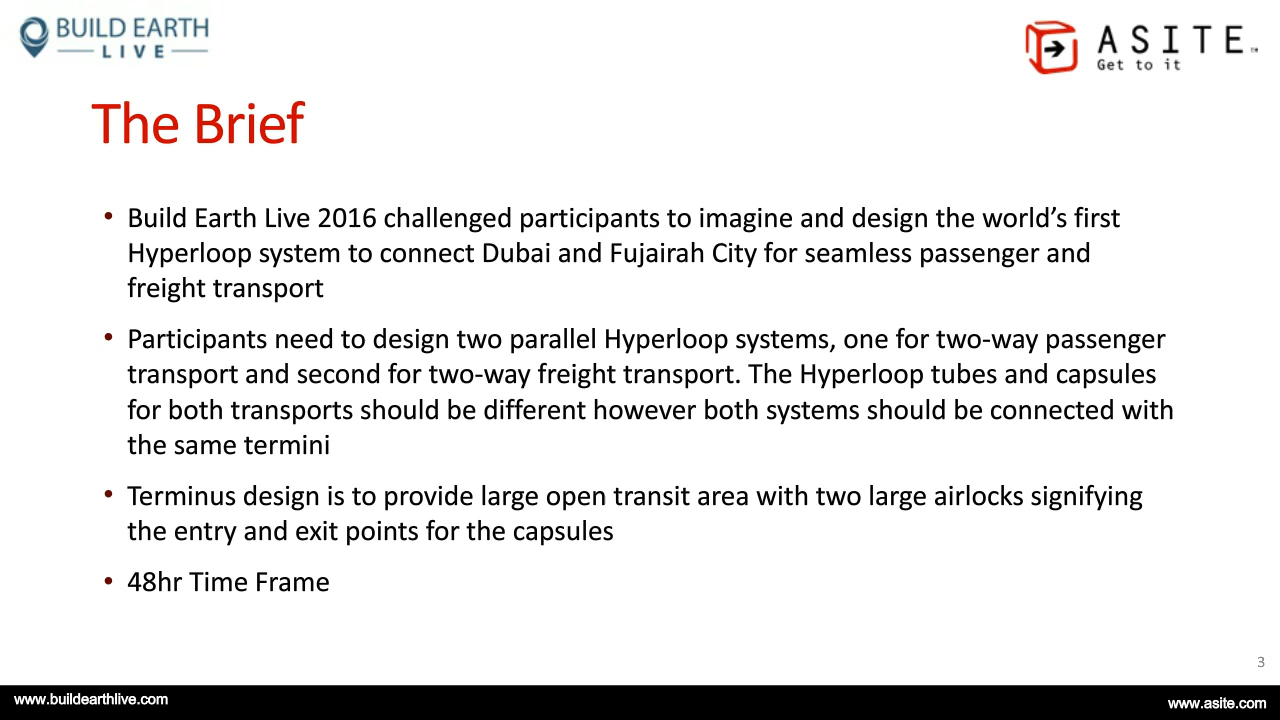 BUILD EARTH
LIVE
ASITE™
Get to it
The Brief
• Build Earth Live 2016 challenged participants to imagine and design the world’s first
Hyperloop system to connect Dubai and Fujairah City for seamless passenger and
freight transport
• Participants need to design two parallel Hyperloop systems, one for two-way passenger
transport and second for two-way freight transport. The Hyperloop tubes and capsules
for both transports should be different however both systems should be connected with
the same termini
• Terminus design is to provide large open transit area with two large airlocks signifying
the entry and exit points for the capsules
• 48hr Time Frame
3
www.buildearthlive.com
www.asite.com